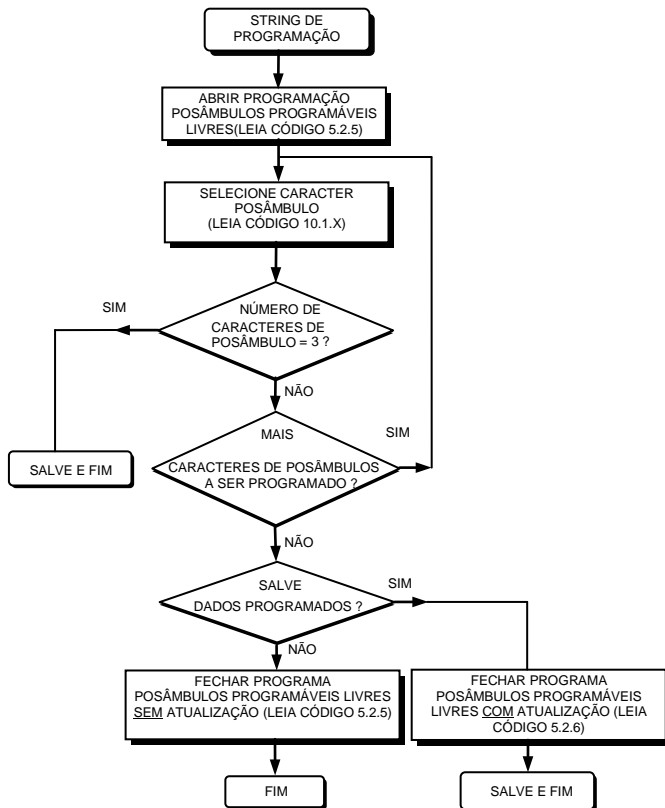 STRING DE
PROGRAMAÇÃO
ABRIR PROGRAMAÇÃO
POSÂMBULOS PROGRAMÁVEIS
LIVRES(LEIA CÓDIGO 5.2.5)
SELECIONE CARACTER
POSÂMBULO
(LEIA CÓDIGO 10.1.X)
SIM
NÚMERO DE
CARACTERES DE
POSÂMBULO = 3 ?
NÃO
SALVE E FIM
MAIS
SIM
CARACTERES DE POSÂMBULOS
A SER PROGRAMADO ?
NÃO
SALVE
SIM
DADOS PROGRAMADOS ?
NÃO
FECHAR PROGRAMA
POSÂMBULOS PROGRAMÁVEIS LIVRES
SEM ATUALIZAÇÃO (LEIA CÓDIGO 5.2.5)
FECHAR PROGRAMA
POSÂMBULOS PROGRAMÁVEIS
LIVRES COM ATUALIZAÇÃO (LEIA
CÓDIGO 5.2.6)
FIM
SALVE E FIM